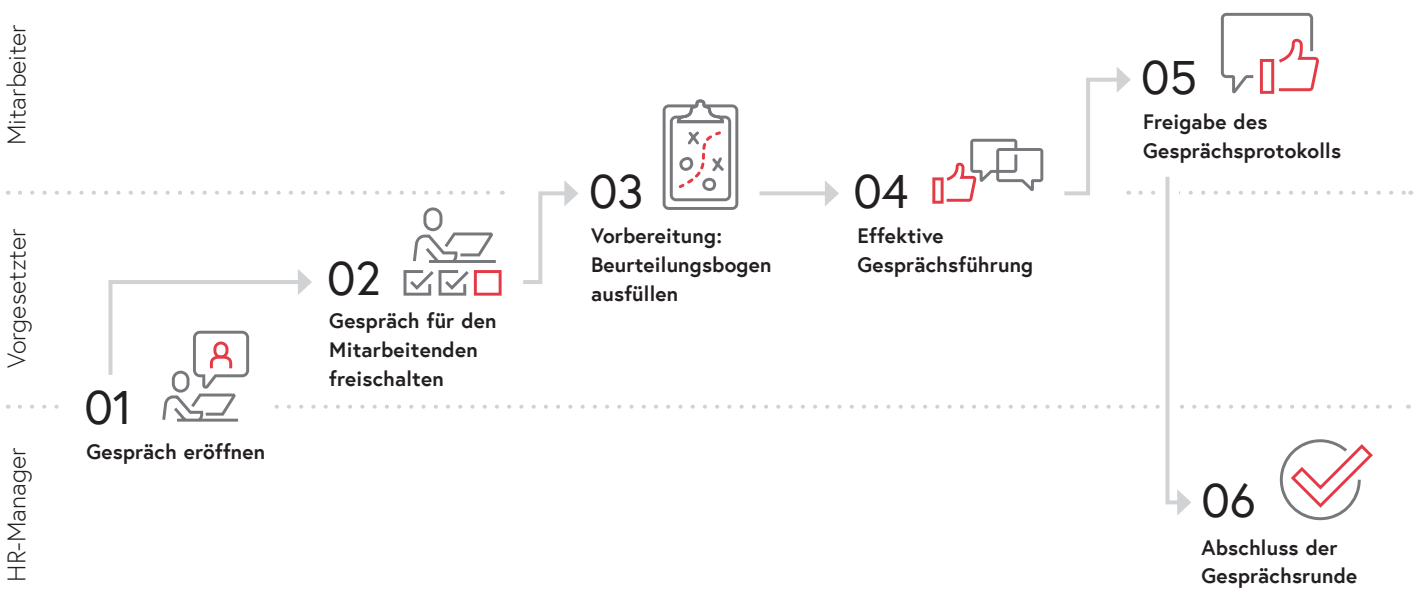 Mitarbeiter
Vorgesetzter
HR-Manager
01
Gespräch eröffnen
02
Gespräch für den
Mitarbeitenden
freischalten
03
Vorbereitung:
Beurteilungsbogen
ausfüllen
04
Effektive
Gesprächsführung
05
Freigabe des
Gesprächsprotokolls
06
Abschluss der
Gesprächsrunde